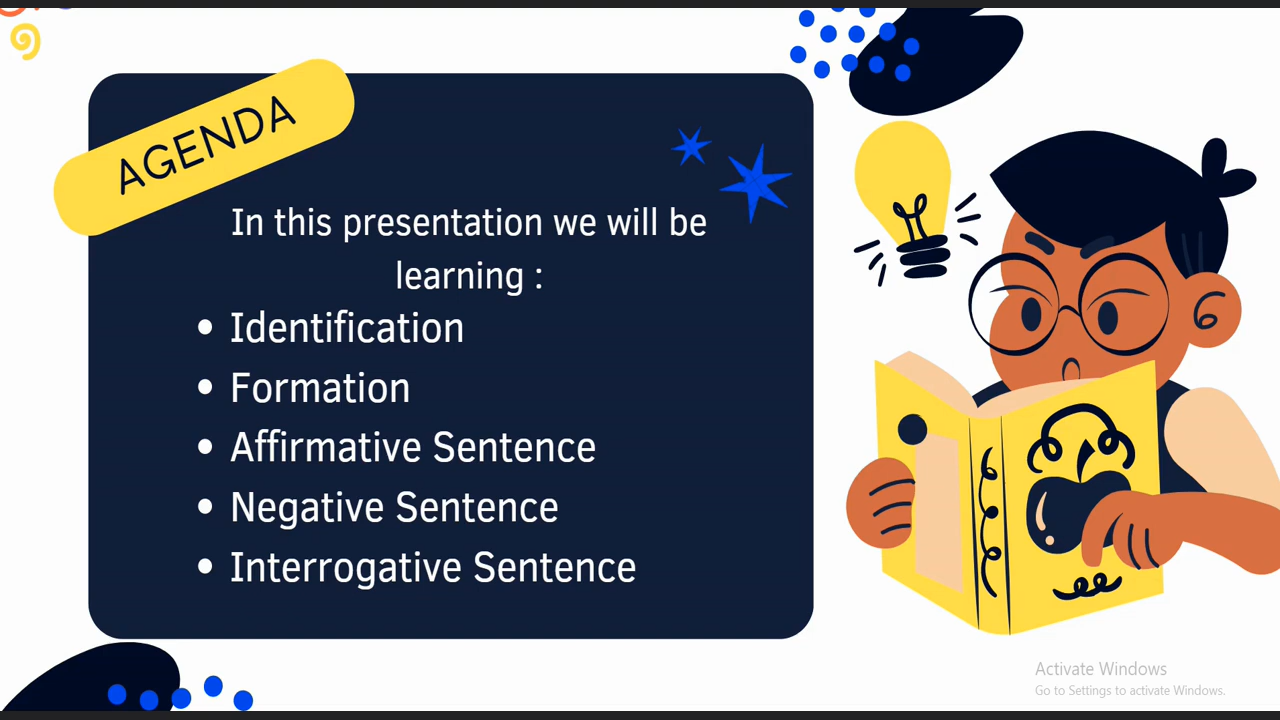 AGENDA
In this presentation we will be
learning :
• Identification
• Formation
• Affirmative Sentence
• Negative Sentence
• Interrogative Sentence
Activate Windows
Go to Settings to activate Windows.